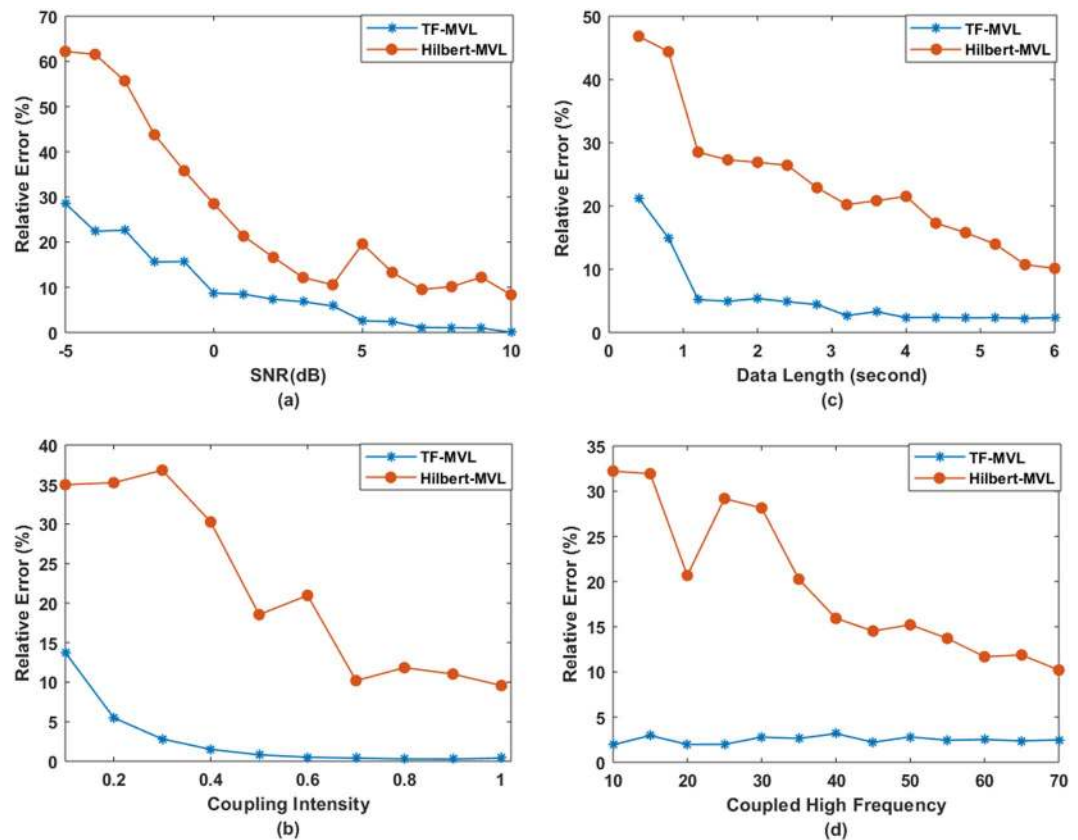 70
60
50
40
30
20
10
0
Relative Error (%)
TF-MVL
Hilbert-MVL
-5 0 5 10
SNR(dB)
(a)
50
40
30
20
10
0
Relative Error (%)
TF-MVL
Hilbert-MVL
0 1 2 3 4 5 6
Data Length (second)
(c)
40
35
30
25
20
15
10
5
0
Relative Error (%)
TF-MVL
Hilbert-MVL
0.2 0.4 0.6 0.8 1
Coupling Intensity
(b)
35
30
25
20
15
10
5
0
Relative Error (%)
TF-MVL
Hilbert-MVL
10 20 30 40 50 60 70
Coupled High Frequency
(d)